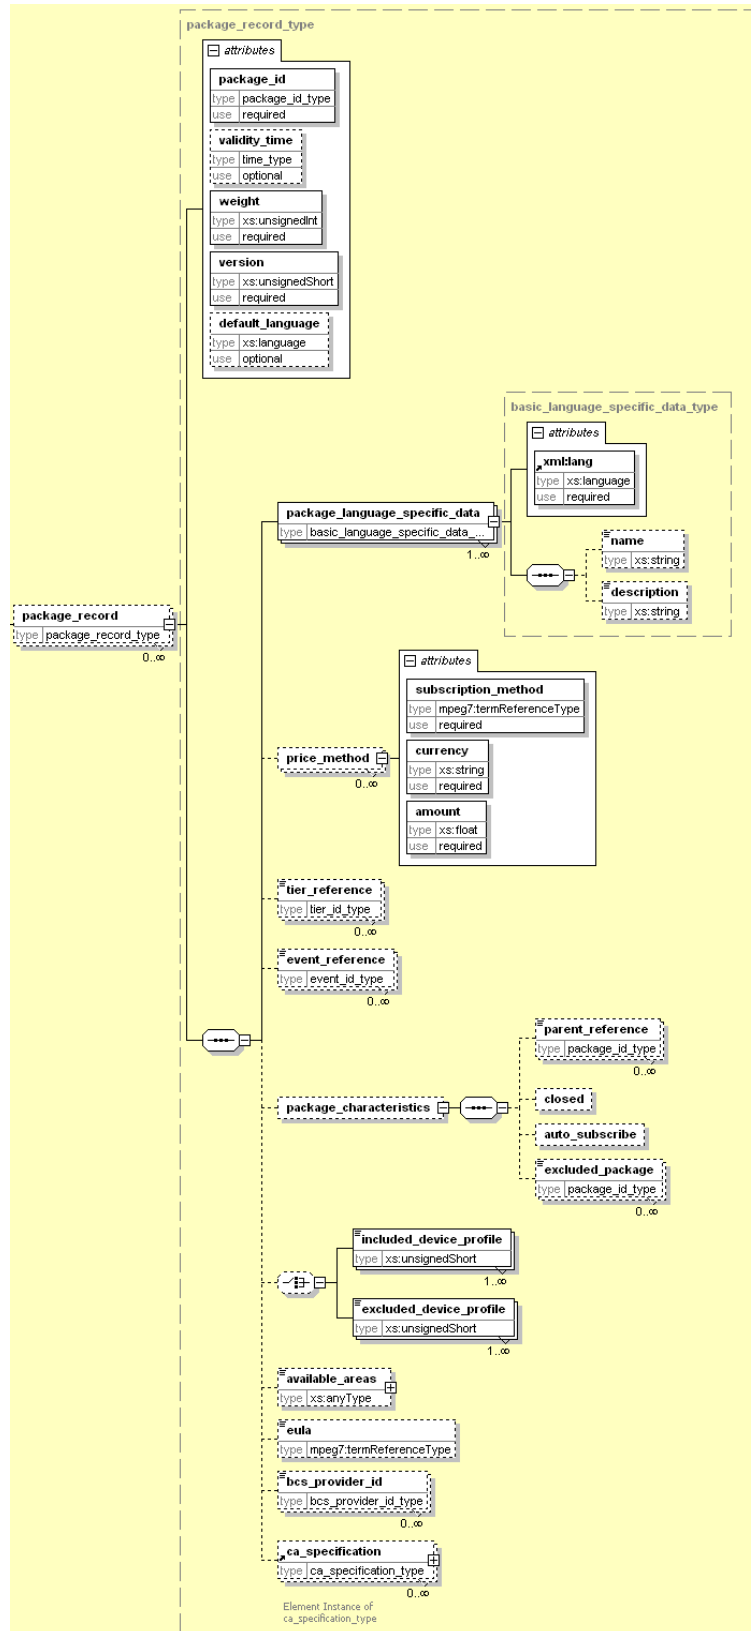 package_record_type
attributes
package_id
type package_id_type
use required
validity_time
type time_type
use optional
weight
type xs:unsignedInt
use required
version
type xs:unsignedShort
use required
default_language
type xs:language
use optional
basic_language_specific_data_type
attributes
xml:lang
type xs:language
use required
package_language_specific_data
type basic_language_specific_data_...
1..∞
name
type xs:string
description
type xs:string
package_record
type package_record_type
0..∞
attributes
subscription_method
type mpeg7:termReferenceType
use required
price_method
0..∞
currency
type xs:string
use required
amount
type xs:float
use required
tier_reference
type tier_id_type
0..∞
event_reference
type event_id_type
0..∞
parent_reference
type package_id_type
0..∞
package_characteristics
closed
auto_subscribe
excluded_package
type package_id_type
0..∞
included_device_profile
type xs:unsignedShort
1..∞
excluded_device_profile
type xs:unsignedShort
1..∞
available_areas
type xs:anyType
eula
type mpeg7:termReferenceType
bcs_provider_id
type bcs_provider_id_type
0..∞
ca_specification
type ca_specification_type
0..∞
Element Instance of
ca_specification_type